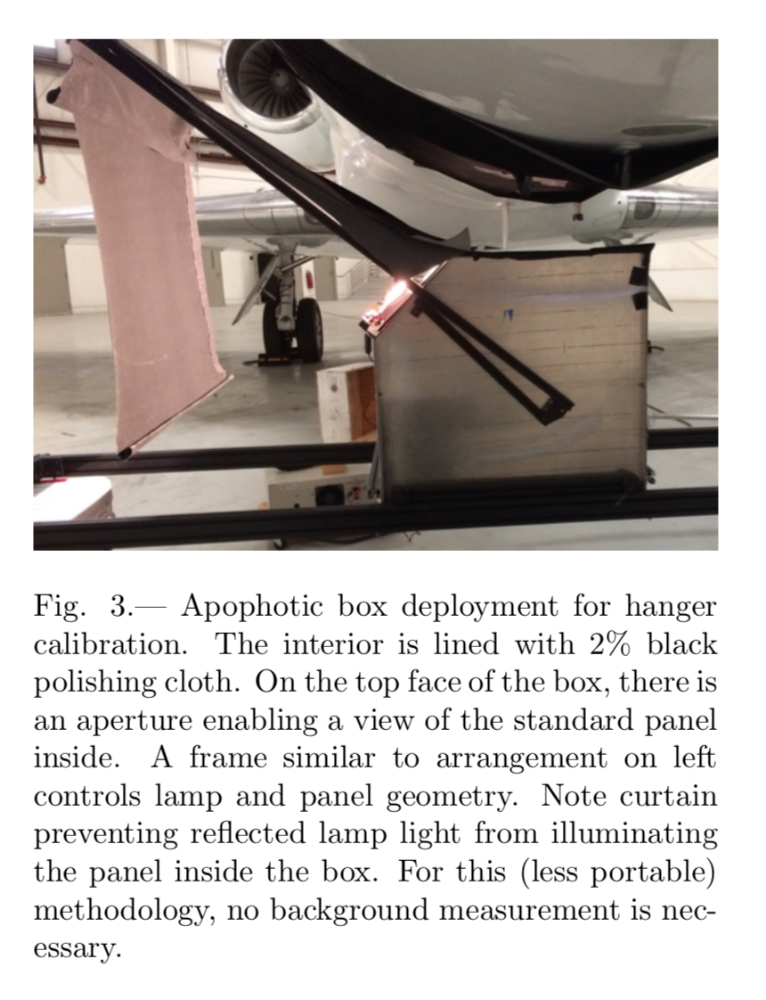 Fig. 3.— Apophotic box deployment for hanger
calibration. The interior is lined with 2% black
polishing cloth. On the top face of the box, there is
an aperture enabling a view of the standard panel
inside. A frame similar to arrangement on left
controls lamp and panel geometry. Note curtain
preventing reflected lamp light from illuminating
the panel inside the box. For this (less portable)
methodology, no background measurement is nec-
essary.